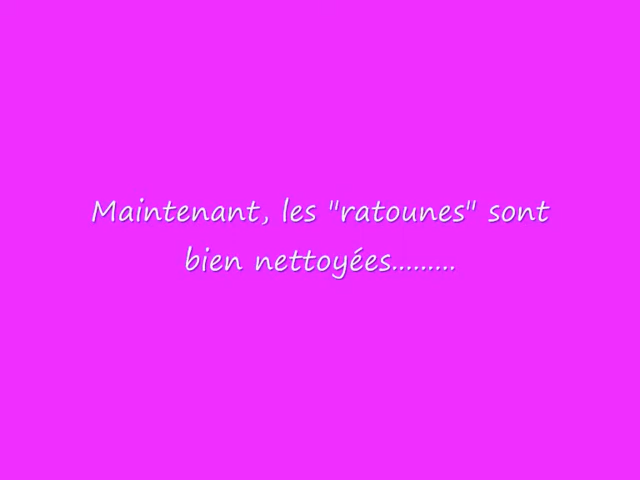 Maintenant, les "ratounes" sont
bien nettoyées.........